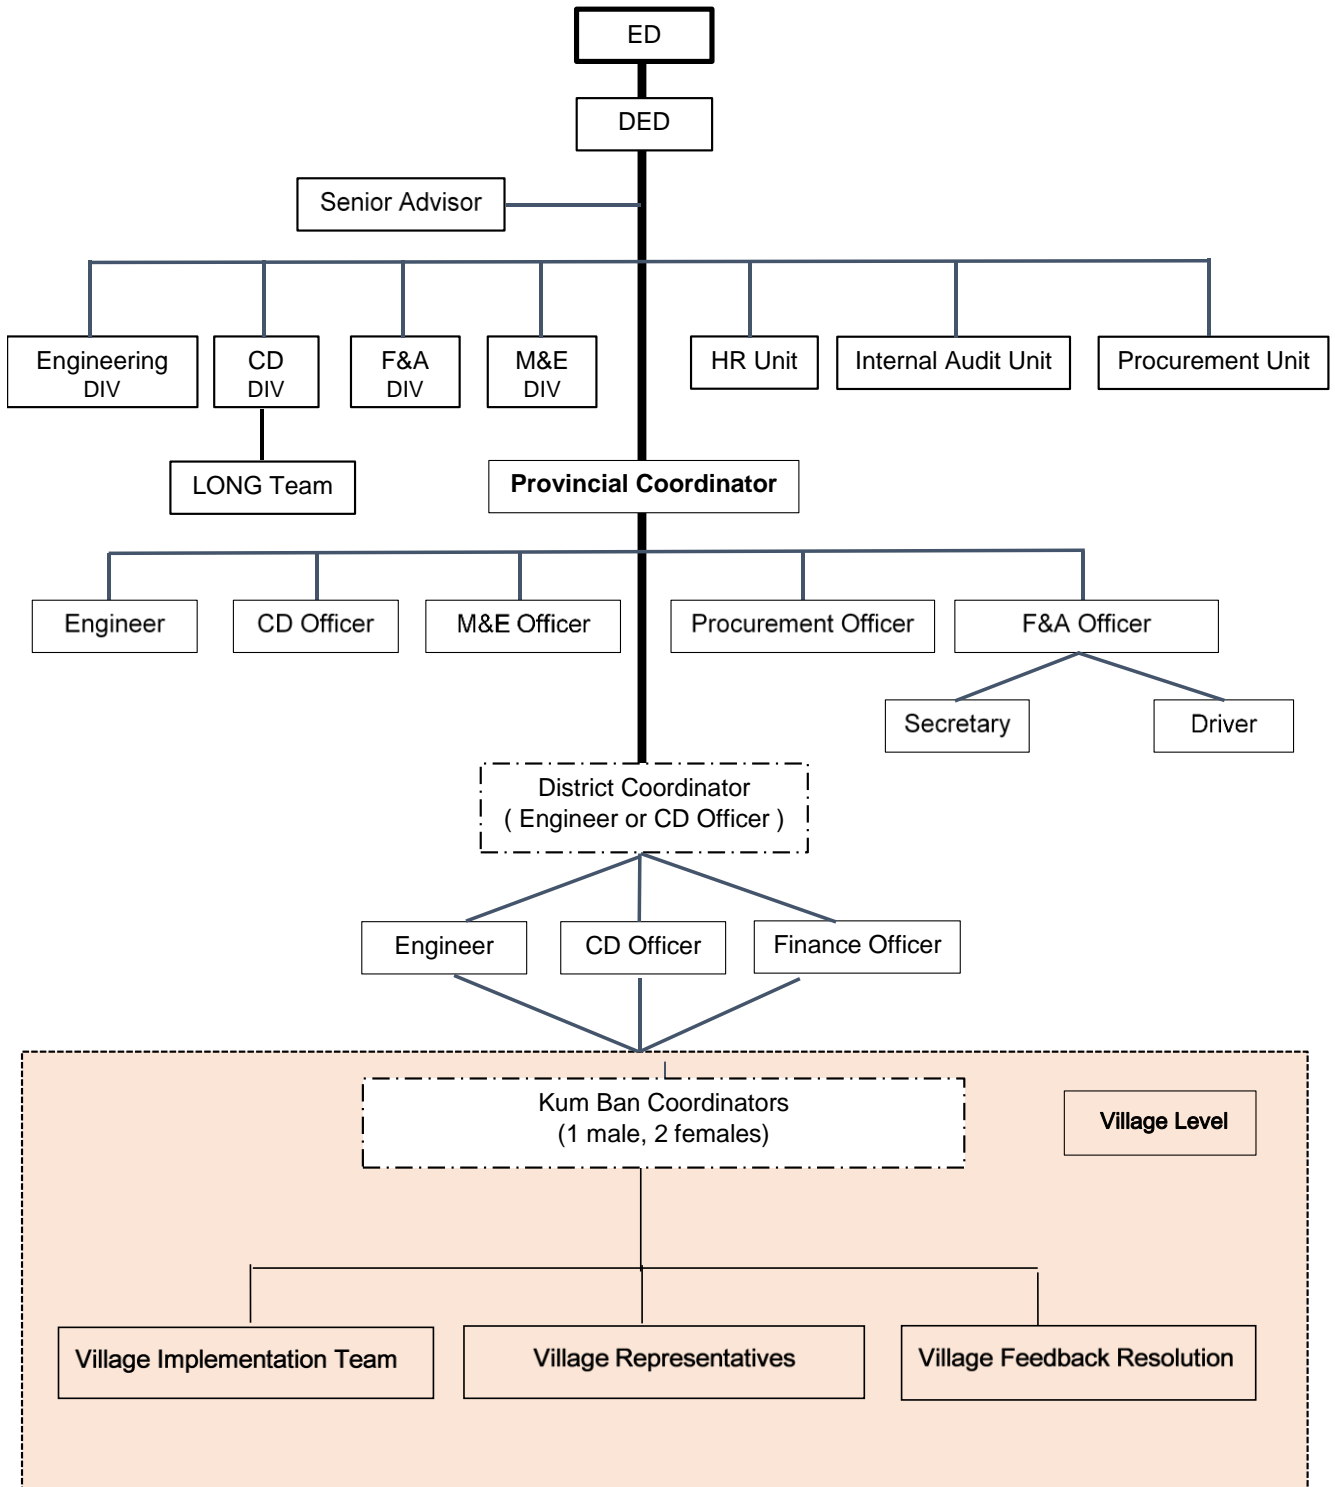 ED
DED
Senior Advisor
Engineering
DIV
CD
DIV
F&A
DIV
M&E
DIV
HR Unit
Internal Audit Unit
Procurement Unit
LONG Team
Provincial Coordinator
Engineer
CD Officer
M&E Officer
Procurement Officer
F&A Officer
Secretary
Driver
District Coordinator
( Engineer or CD Officer )
Engineer
CD Officer
Finance Officer
Kum Ban Coordinators
(1 male, 2 females)
Village Level
Village Implementation Team
Village Representatives
Village Feedback Resolution